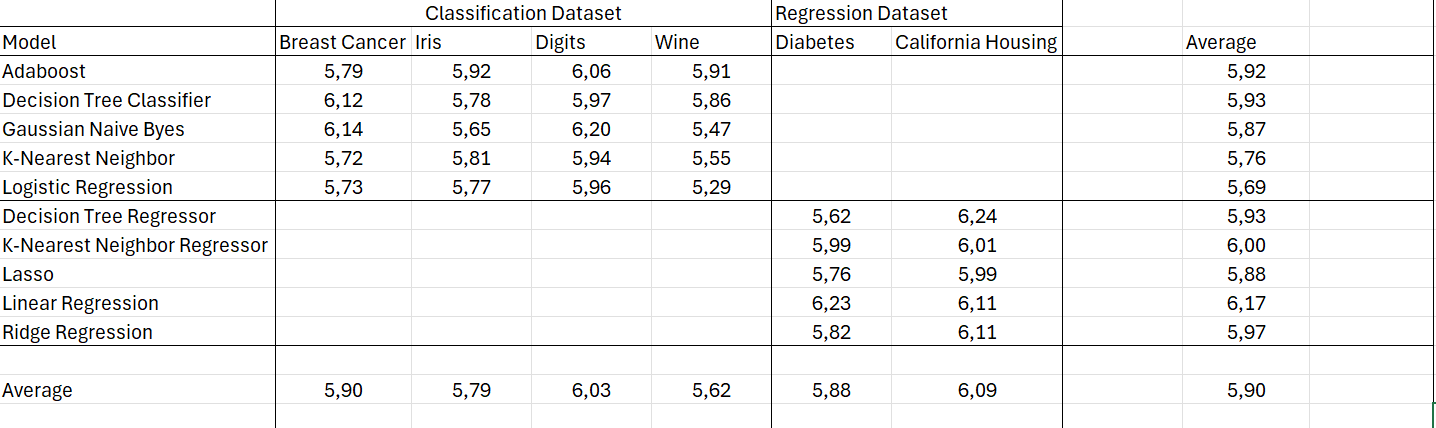 Classification Dataset Regression Dataset
Model Breast Cancer Iris Digits Wine Diabetes California Housing Average
Adaboost 5,79 5,92 6,06 5,91 5,92
Decision Tree Classifier 6,12 5,78 5,97 5,86 5,93
Gaussian Naive Byes 6,14 5,65 6,20 5,47 5,87
K-Nearest Neighbor 5,72 5,81 5,94 5,55 5,76
Logistic Regression 5,73 5,77 5,96 5,29 5,69
Decision Tree Regressor 5,62 6,24 5,93
K-Nearest Neighbor Regressor 5,99 6,01 6,00
Lasso 5,76 5,99 5,88
Linear Regression 6,23 6,11 6,17
Ridge Regression 5,82 6,11 5,97
Average 5,90 5,79 6,03 5,62 5,88 6,09 5,90